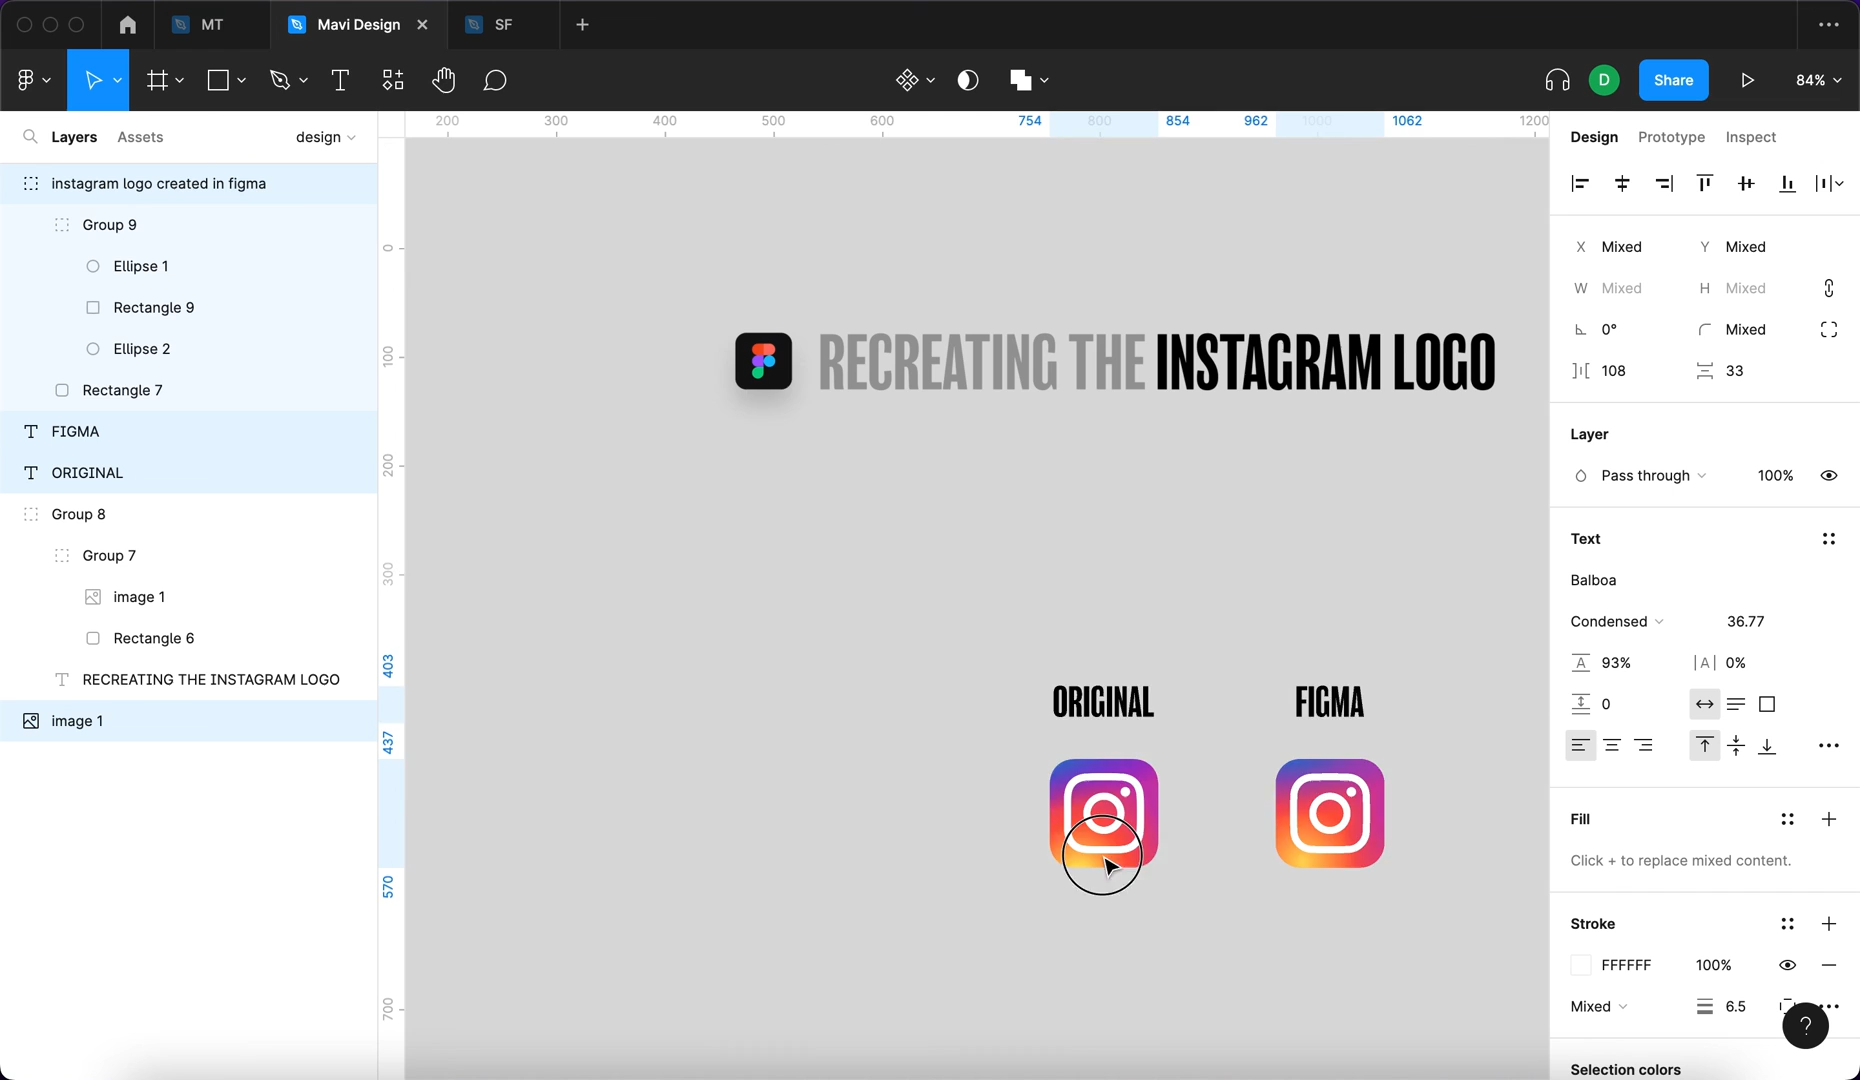 MT
Mavi Design
SF
D
Share
84%
Layers
Assets
design
instagram logo created in figma
Group 9
Ellipse 1
Rectangle 9
Ellipse 2
Rectangle 7
FIGMA
ORIGINAL
Group 8
Group 7
image 1
Rectangle 6
RECREATING THE INSTAGRAM LOGO
image 1
200 300 400 500 600 754 800 854 962 1000 1062 1200
0
100
200
300
403
437
570
700
RECREATING THE INSTAGRAM LOGO
ORIGINAL
FIGMA
Design
Prototype
Inspect
X Mixed Y Mixed
W Mixed H Mixed
0° Mixed
108 33
Layer
Pass through 100%
Text
Balboa
Condensed 36.77
A 93% |A| 0%
0
Fill
Click + to replace mixed content.
Stroke
FFFFFF 100%
Mixed 6.5
?
Selection colors